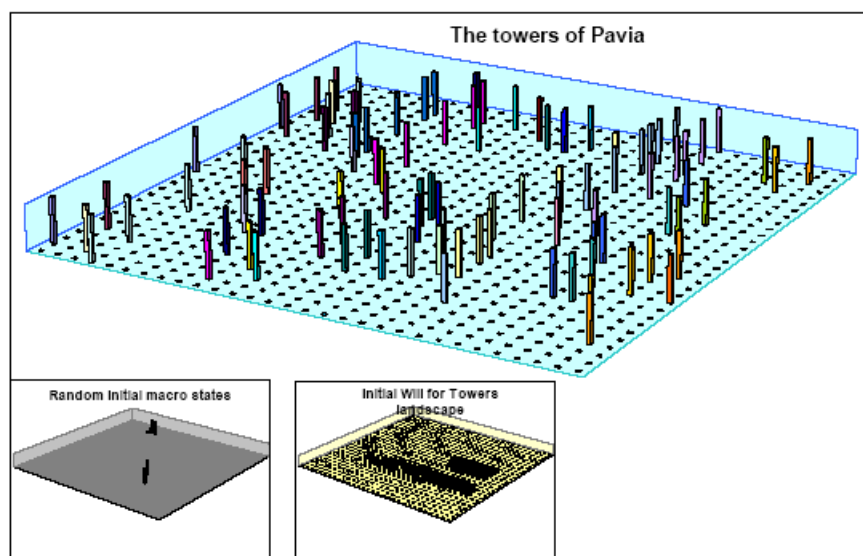 The towers of Pavia
Random Initial macro states
Initial Will for Towers
landscape